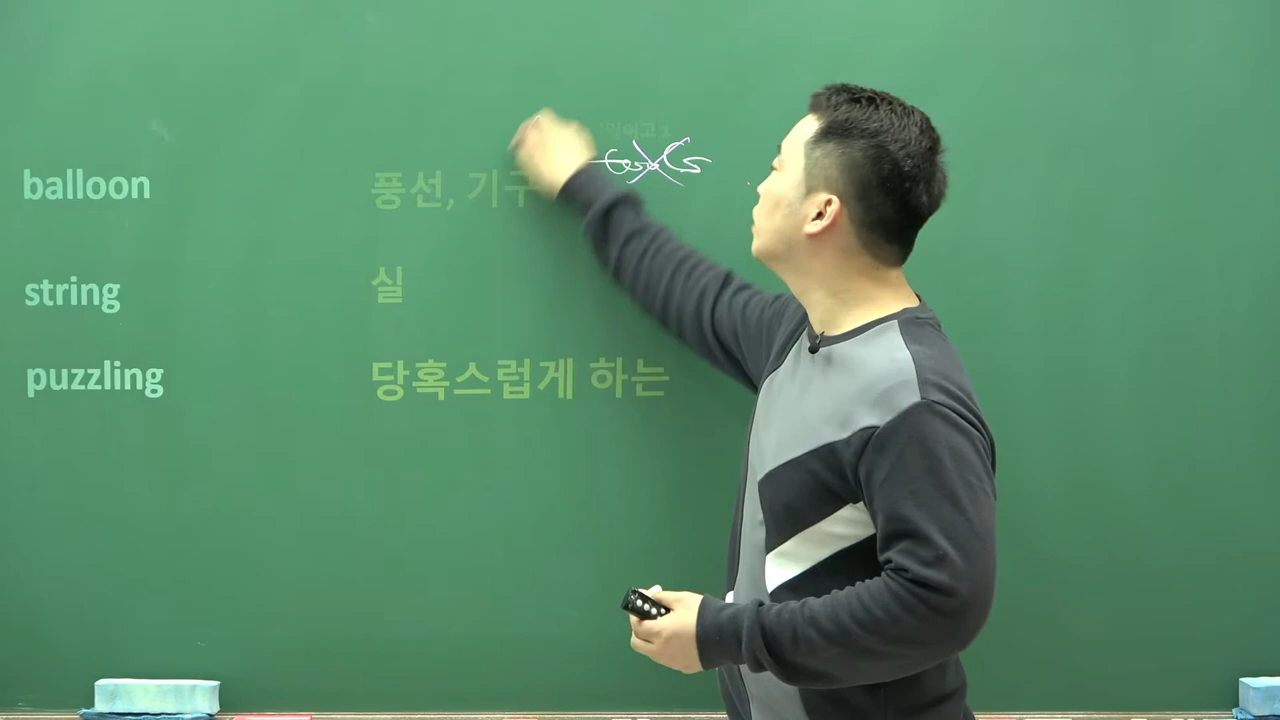 balloon 풍선, 기구
string 실
puzzling 당혹스럽게 하는